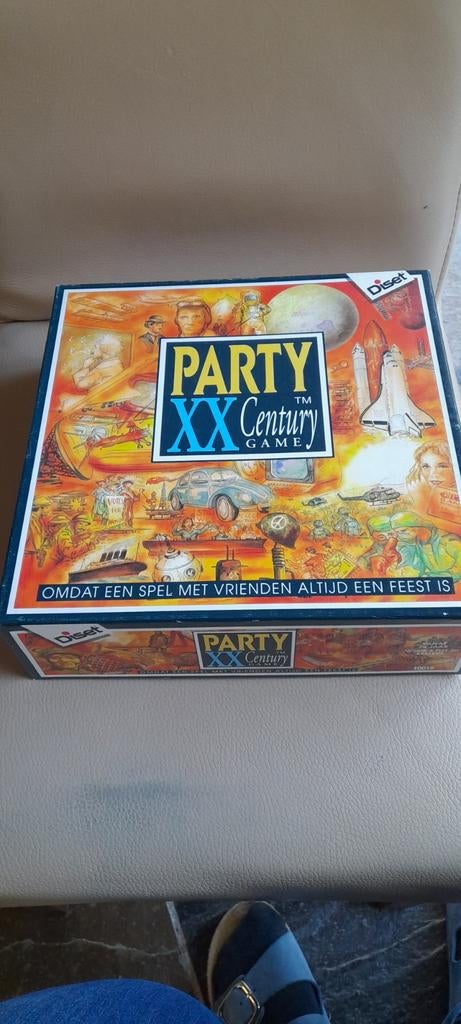 Diset
PARTY
XX Century
TM
GAME
OMDAT EEN SPEL MET VRIENDEN ALTIJD EEN FEEST IS
Diset
PARTY
XX Century
GAME